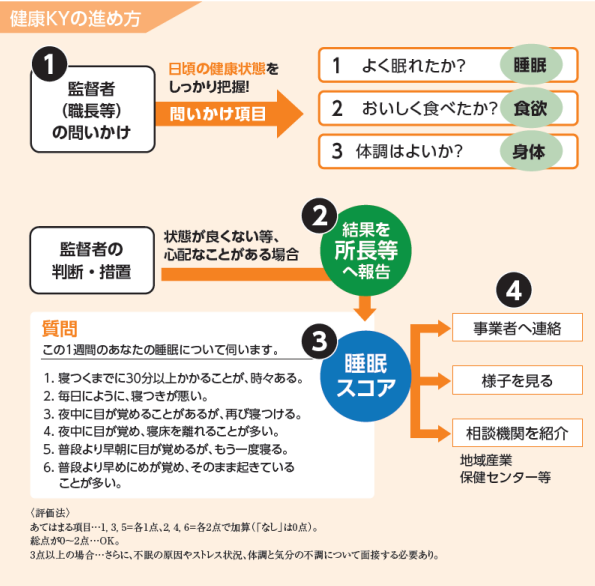 健康KYの進め方
1
監督者
（職長等）
の問いかけ
日頃の健康状態を
しっかり把握!
問いかけ項目
1 よく眠れたか? 睡眠
2 おいしく食べたか? 食欲
3 体調はよいか? 身体
監督者の
判断・措置
状態が良くない等、
心配なことがある場合
2
結果を
所長等
へ報告
3
睡眠
スコア
質問
この1週間のあなたの睡眠について伺います。
1. 寝つくまでに30分以上かかることが、時々ある。
2. 毎日にように、寝つきが悪い。
3. 夜中に目が覚めることがあるが、再び寝つける。
4. 夜中に目が覚め、寝床を離れることが多い。
5. 普段より早朝に目が覚めるが、もう一度寝る。
6. 普段より早めにめが覚め、そのまま起きている
ことが多い。
4
事業者へ連絡
様子を見る
相談機関を紹介
地域産業
保健センター等
〈評価法〉
あてはまる項目…1, 3, 5=各1点、2, 4, 6=各2点で加算（「なし」は0点）。
総点が0〜2点…OK。
3点以上の場合…さらに、不眠の原因やストレス状況、体調と気分の不調について面接する必要あり。